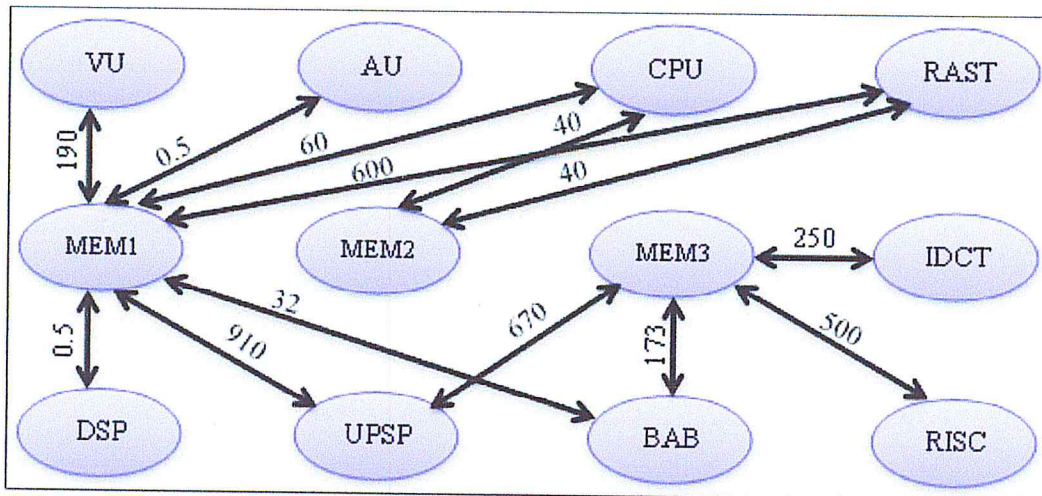 VU
AU
CPU
RAST
190
0.5
60
600
40
40
MEM1
MEM2
MEM3
250
IDCT
0.5
910
32
670
173
500
DSP
UPSP
BAB
RISC